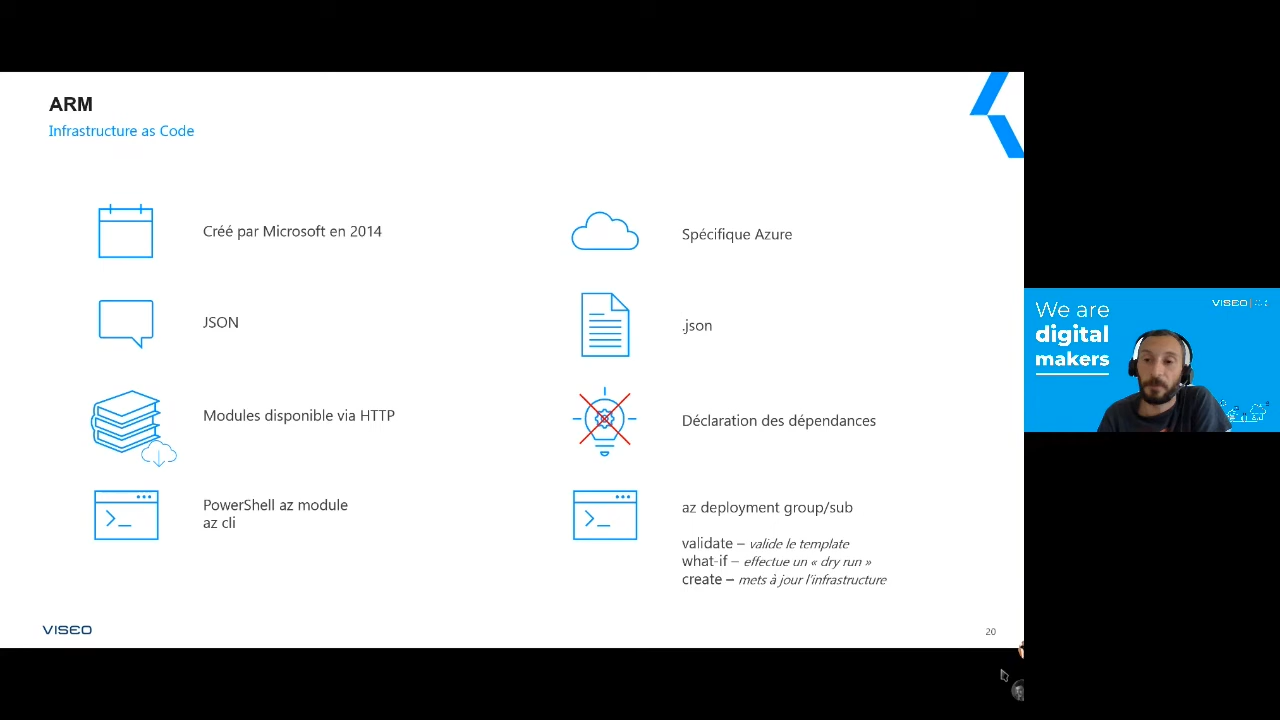 ARM
Infrastructure as Code
Créé par Microsoft en 2014
Spécifique Azure
JSON
.json
Modules disponible via HTTP
Déclaration des dépendances
PowerShell az module
az cli
az deployment group/sub
validate – valide le template
what-if – effectue un « dry run »
create – mets à jour l'infrastructure
VISEO
20
We are
digital
makers
VISEO